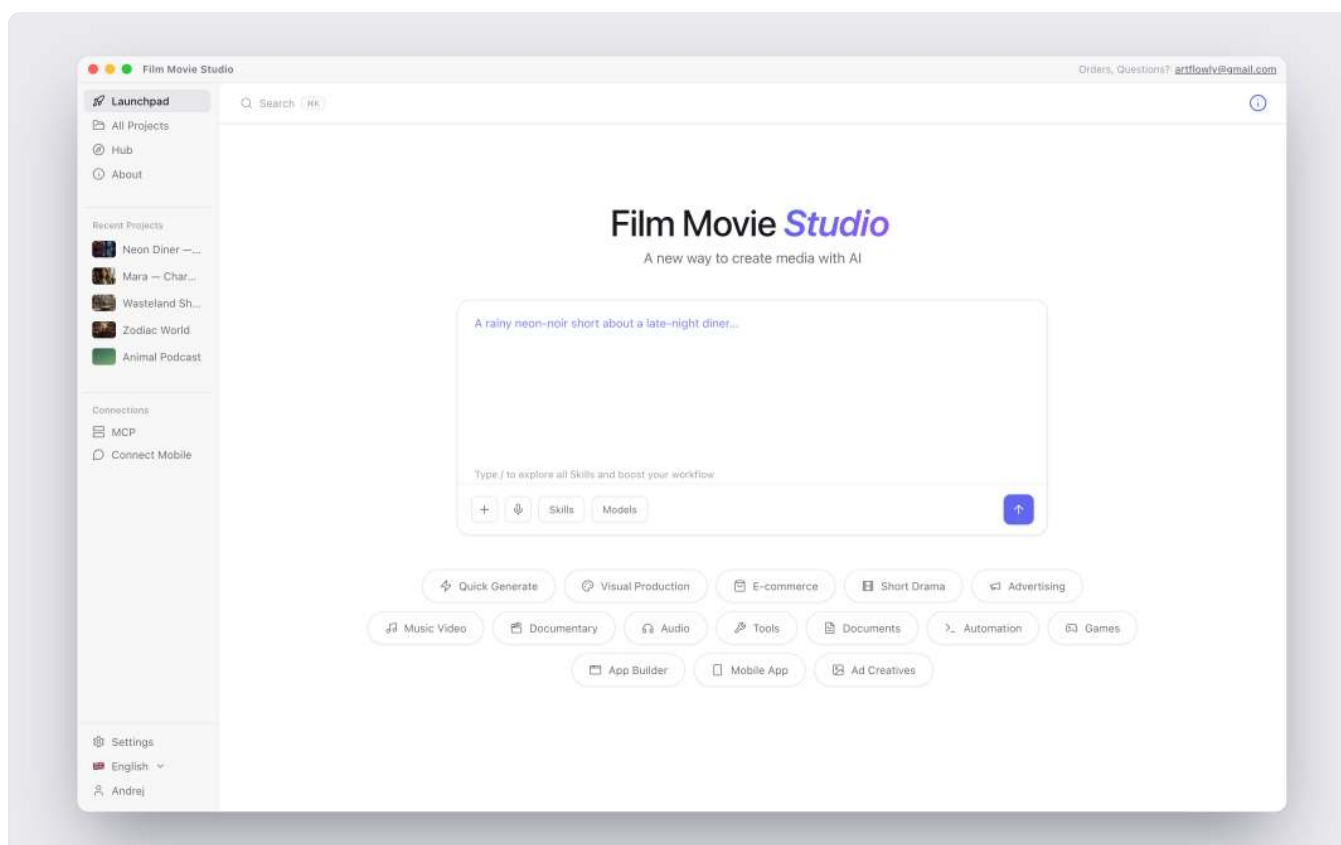 Film Movie Studio
Orders, Questions? artflowly@gmail.com
Launchpad
Search ⌘K
All Projects
Hub
About
Recent Projects
Neon Diner —...
Mara — Char...
Wasteland Sh...
Zodiac World
Animal Podcast
Connections
MCP
Connect Mobile
Settings
English
Andrej
Film Movie Studio
A new way to create media with AI
A rainy neon-noir short about a late-night diner...
Type / to explore all Skills and boost your workflow
Skills Models
Quick Generate Visual Production E-commerce Short Drama Advertising
Music Video Documentary Audio Tools Documents Automation Games
App Builder Mobile App Ad Creatives